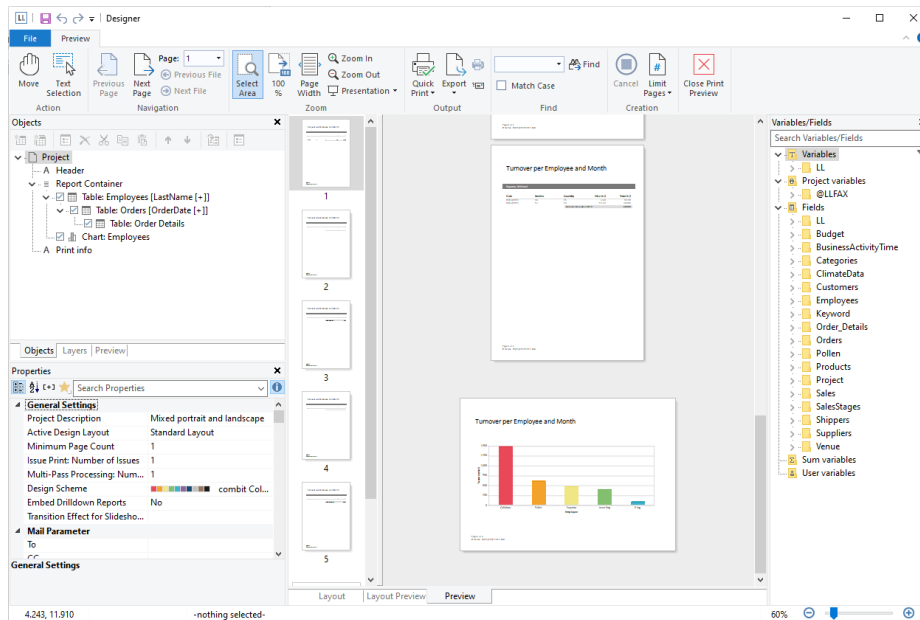 LL Designer
File Preview
Move
Text Selection
Action
Previous Page
Next Page
Page: 1
Previous File
Next File
Navigation
Select Area
100 %
Page Width
Zoom In
Zoom Out
Presentation
Zoom
Quick Print
Export
Output
Find
Match Case
Find
Cancel
Limit Pages
Creation
Close Print Preview
Objects
Project
Header
Report Container
Table: Employees [LastName [+]]
Table: Orders [OrderDate [+]]
Table: Order Details
Chart: Employees
Print info
Objects Layers Preview
Properties
Search Properties
General Settings
Project Description Mixed portrait and landscape
Active Design Layout Standard Layout
Minimum Page Count 1
Issue Print: Number of Issues 1
Multi-Pass Processing: Num... 1
Design Scheme combit Col...
Embed Drilldown Reports No
Transition Effect for Slidesho...
Mail Parameter
To
CC
General Settings
1
2
3
4
5
Turnover per Employee and Month
Turnover per Employee and Month
Layout Layout Preview Preview
Variables/Fields
Search Variables/Fields
Variables
LL
Project variables
@LLFAX
Fields
LL
Budget
BusinessActivityTime
Categories
ClimateData
Customers
Employees
Keyword
Order_Details
Orders
Pollen
Products
Project
Sales
SalesStages
Shippers
Suppliers
Venue
Sum variables
User variables
4.243, 11.910 -nothing selected- 60%